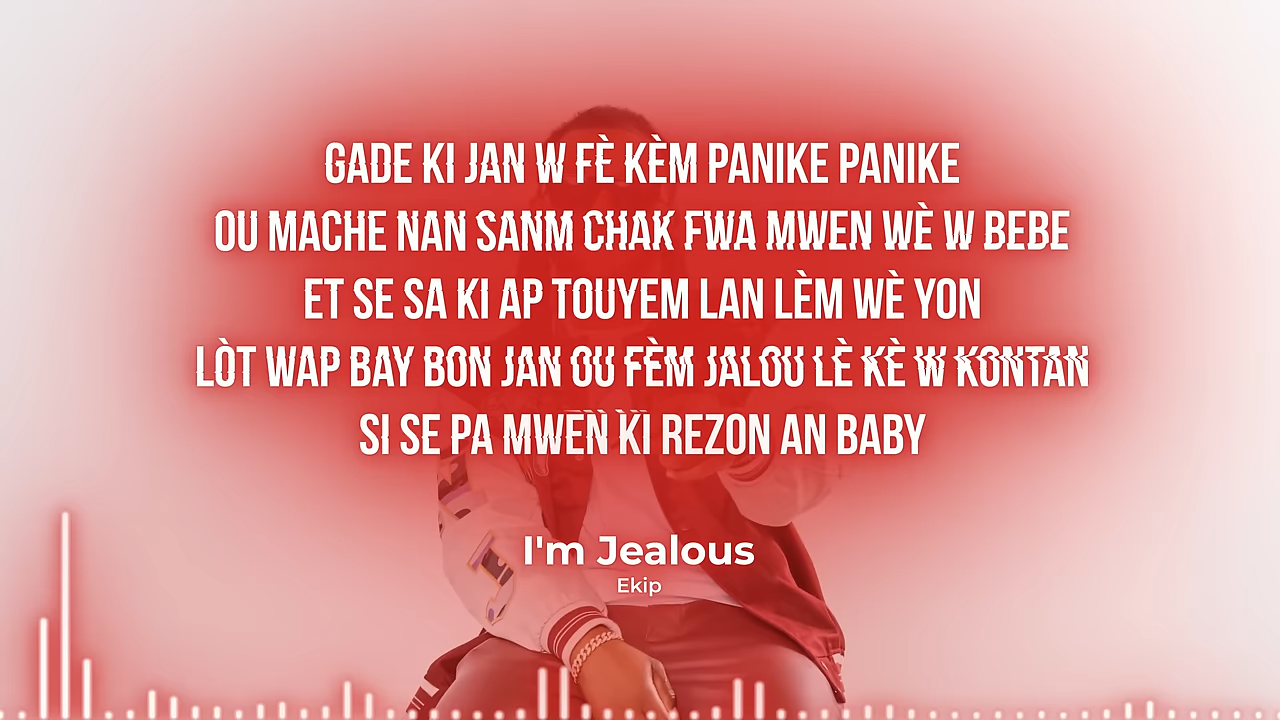 GADE KI JAN W FÈ KÈM PANIKE PANIKE
OU MACHE NAN SANM CHAK FWA MWEN WÈ W BEBE
ET SE SA KI AP TOUYEM LAN LÈM WÈ YON
LÒT WAP BAY BON JAN OU FÈM JALOU LÈ KÈ W KONTAN
SI SE PA MWEN KI REZON AN BABY
I'm Jealous
Ekip